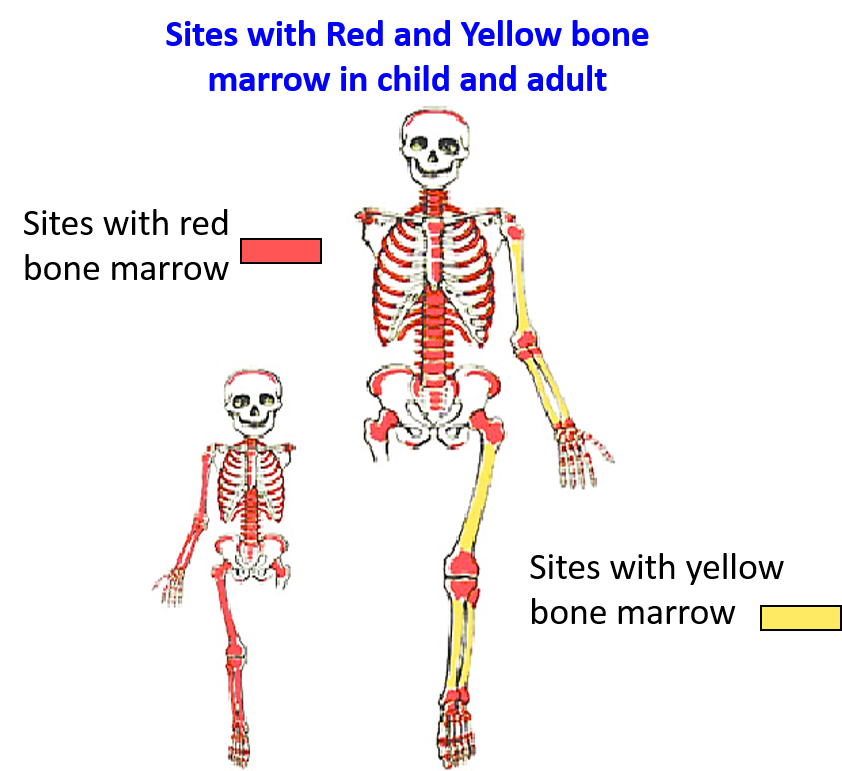 Sites with Red and Yellow bone
marrow in child and adult
Sites with red
bone marrow
Sites with yellow
bone marrow